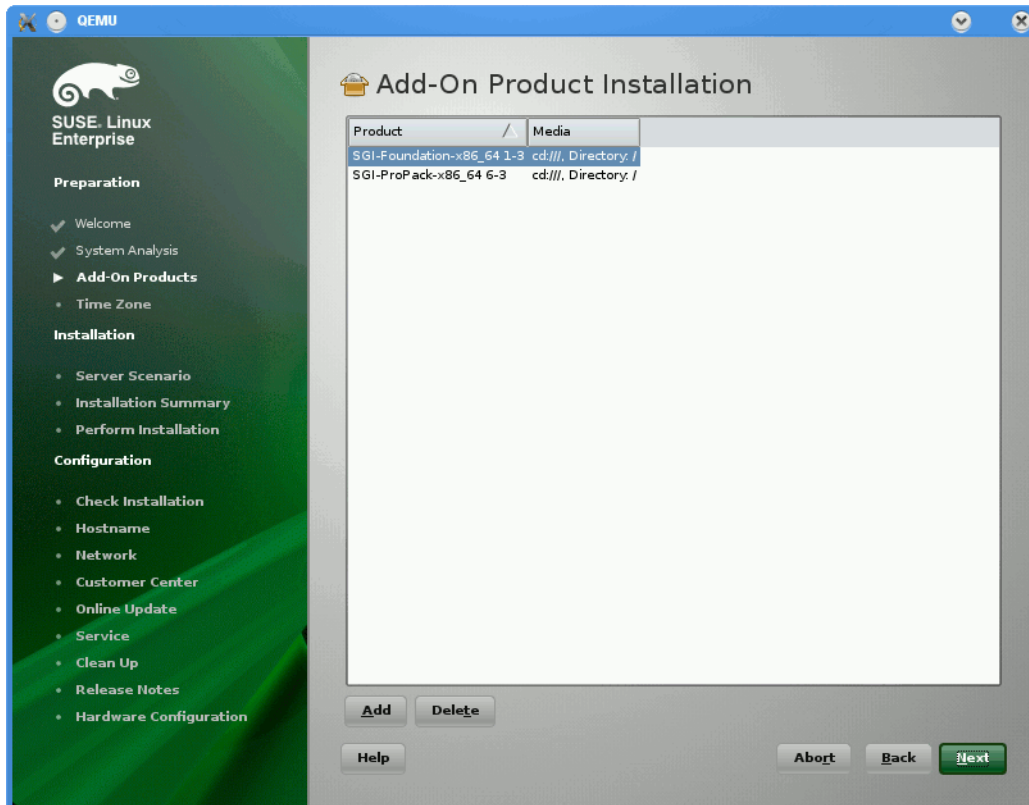 QEMU
SUSE. Linux
Enterprise
Preparation
Welcome
System Analysis
Add-On Products
Time Zone
Installation
Server Scenario
Installation Summary
Perform Installation
Configuration
Check Installation
Hostname
Network
Customer Center
Online Update
Service
Clean Up
Release Notes
Hardware Configuration
Add-On Product Installation
Product Media
SGI-Foundation-x86_64 1-3 cd:///, Directory: /
SGI-ProPack-x86_64 6-3 cd:///, Directory: /
Add Delete
Help Abort Back Next